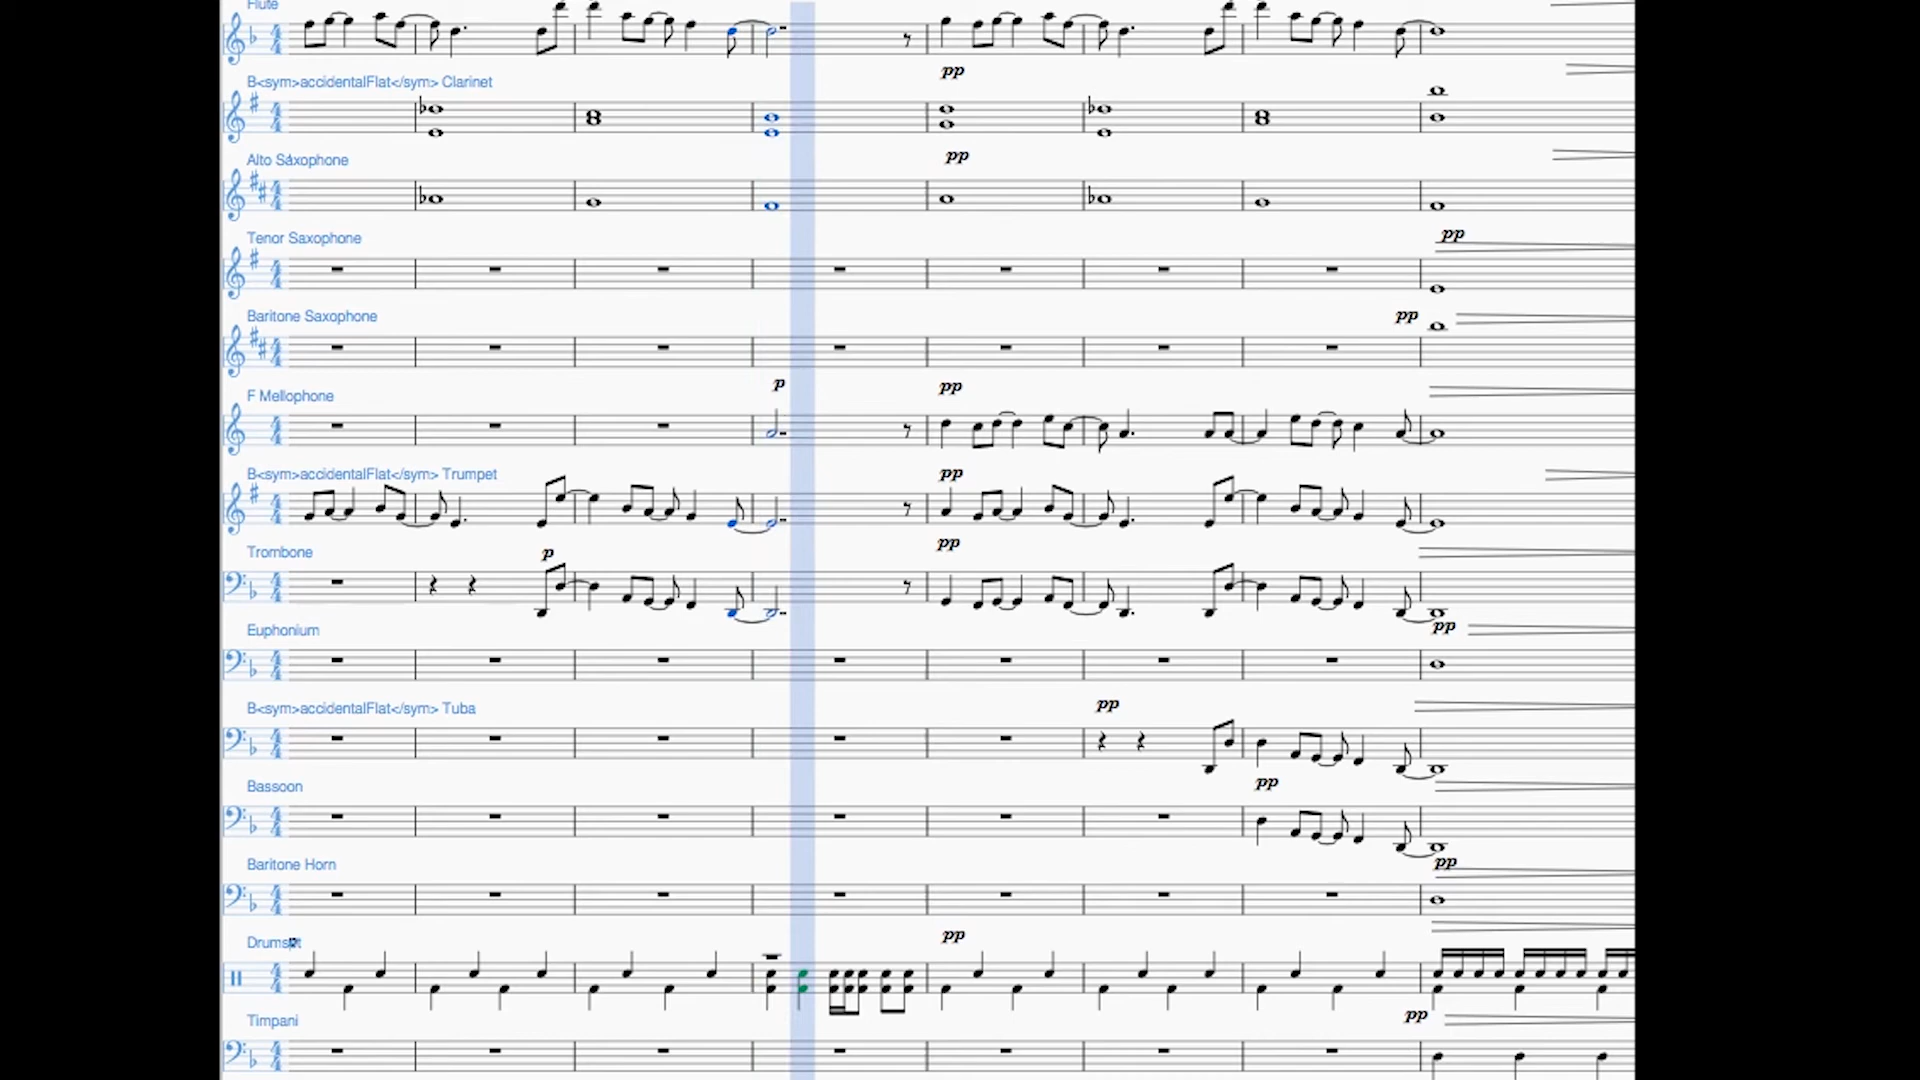 Flute
pp
B<sym>accidentalFlat</sym> Clarinet
pp
Alto Saxophone
pp
Tenor Saxophone
pp
Baritone Saxophone
p pp
F Mellophone
pp
B<sym>accidentalFlat</sym> Trumpet
pp
Trombone
p
pp
Euphonium
pp
B<sym>accidentalFlat</sym> Tuba
pp
Bassoon
pp
Baritone Horn
pp
Drumset
pp
Timpani